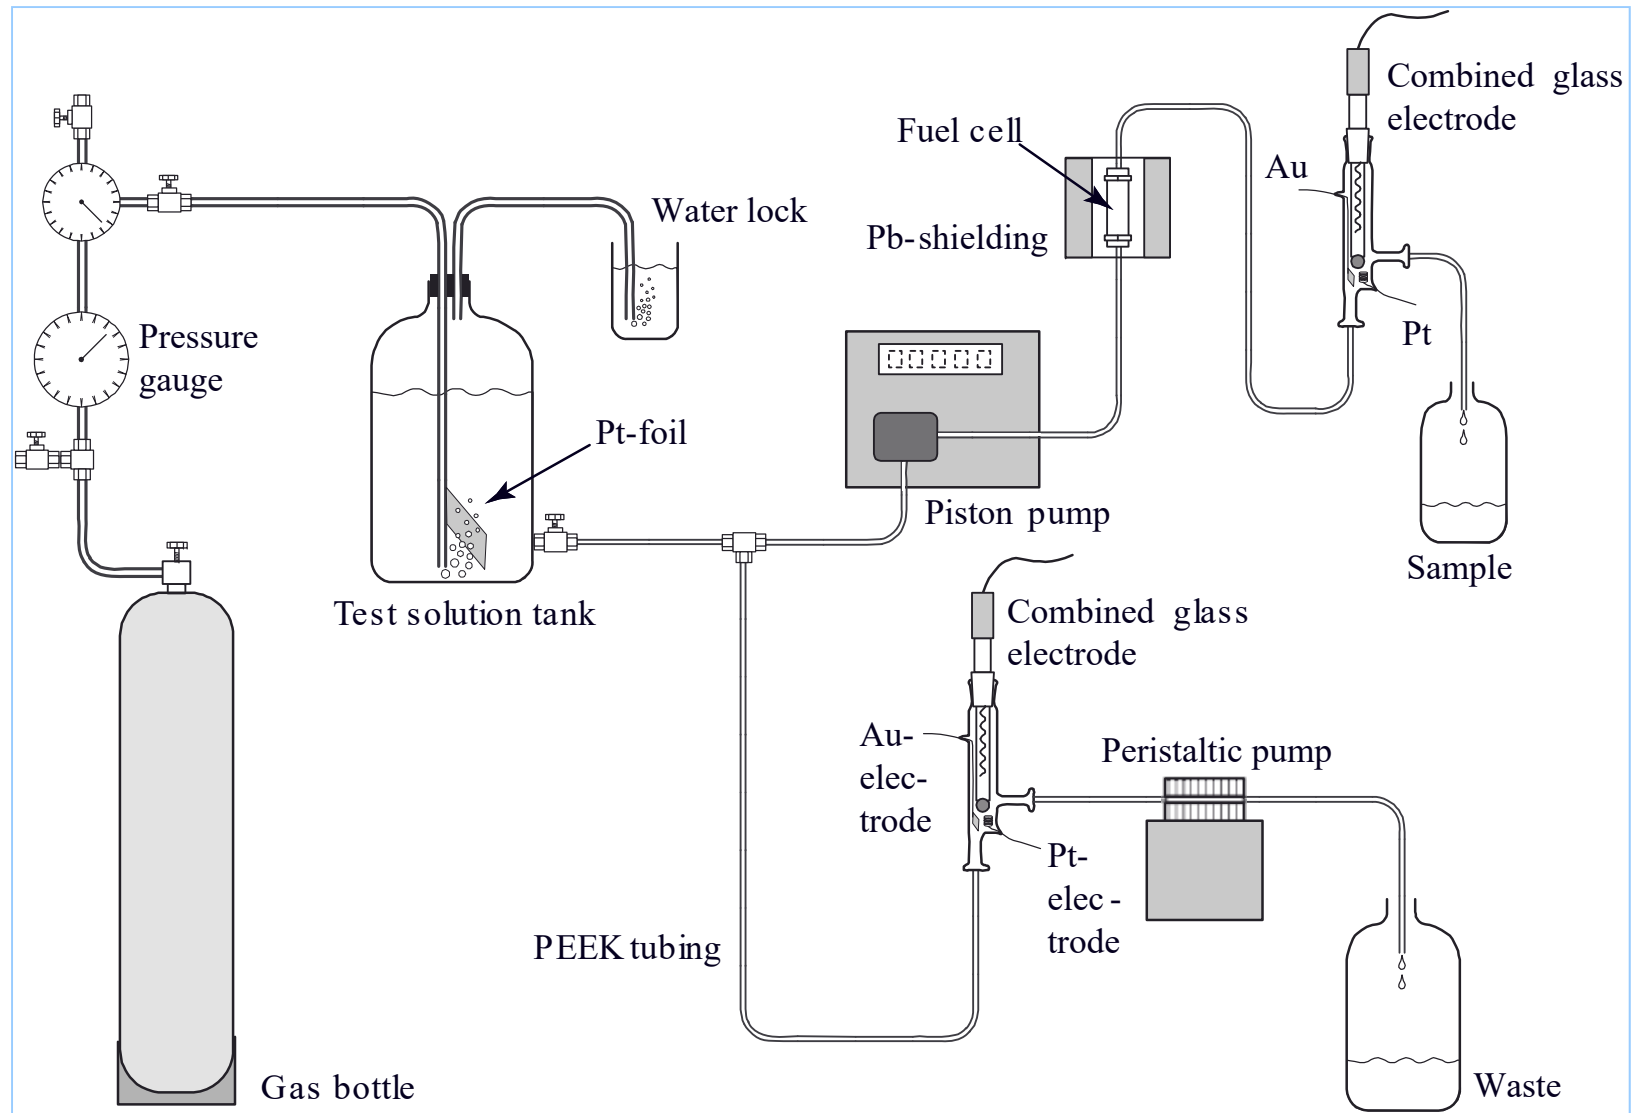 Combined glass
electrode
Fuel cell
Au
Water lock
Pb-shielding
Pressure
gauge
Pt
Pt-foil
Piston pump
Sample
Test solution tank
Combined glass
electrode
Au-
elec-
trode
Peristaltic pump
Pt-
elec-
trode
PEEK tubing
Gas bottle
Waste